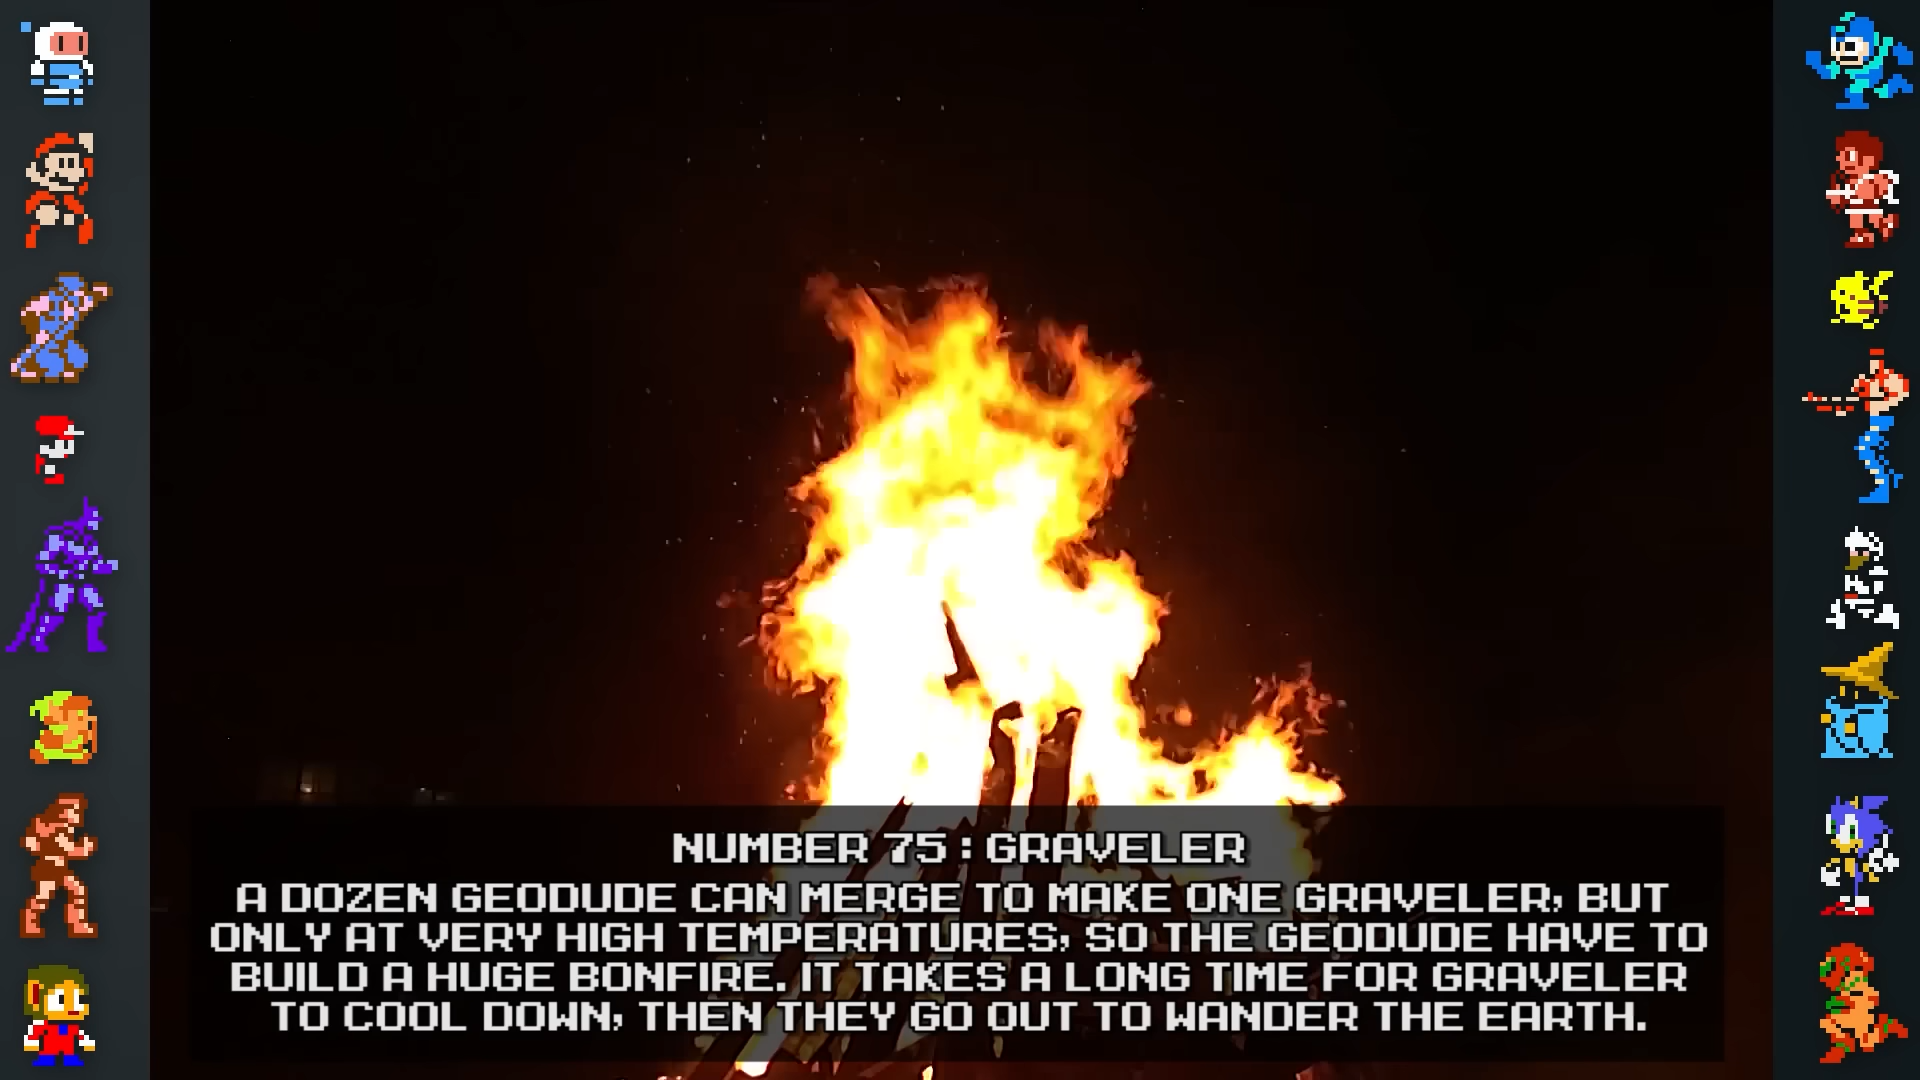 NUMBER 75 : GRAVELER
A DOZEN GEODUDE CAN MERGE TO MAKE ONE GRAVELER, BUT
ONLY AT VERY HIGH TEMPERATURES, SO THE GEODUDE HAVE TO
BUILD A HUGE BONFIRE. IT TAKES A LONG TIME FOR GRAVELER
TO COOL DOWN, THEN THEY GO OUT TO WANDER THE EARTH.